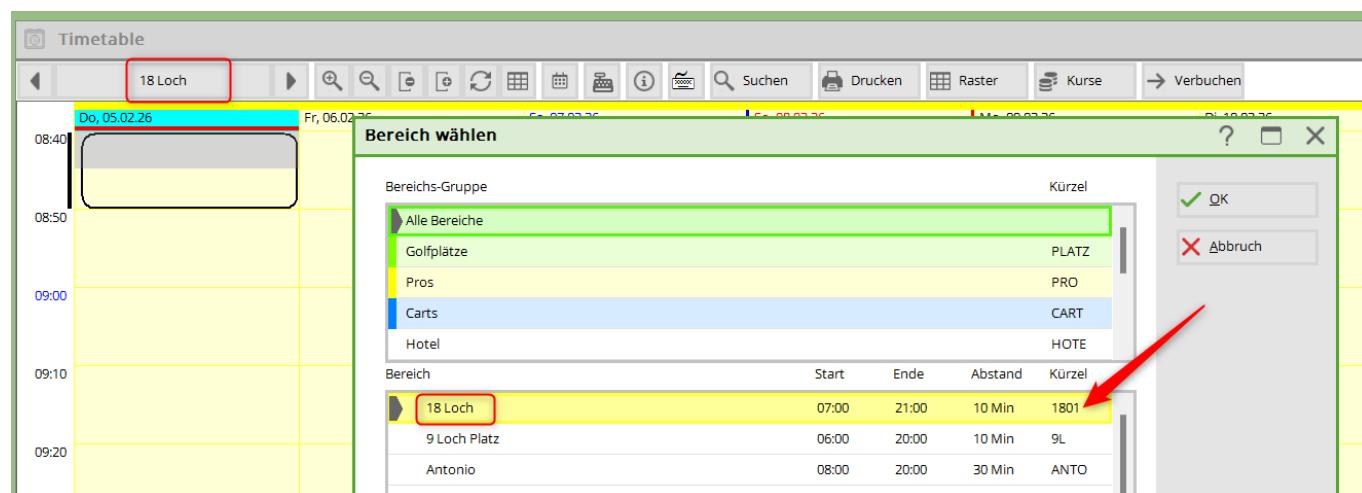 Timetable
18 Loch Suchen Drucken Raster Kurse Verbuchen
Do, 05.02.26 Fr, 06.02.26
08:40
08:50
09:00
09:10
09:20
Bereich wählen ?
Bereichs-Gruppe Kürzel
Alle Bereiche
Golfplätze PLATZ
Pros PRO
Carts CART
Hotel HOTE
Bereich Start Ende Abstand Kürzel
18 Loch 07:00 21:00 10 Min 1801
9 Loch Platz 06:00 20:00 10 Min 9L
Antonio 08:00 20:00 30 Min ANTO
OK
Abbruch